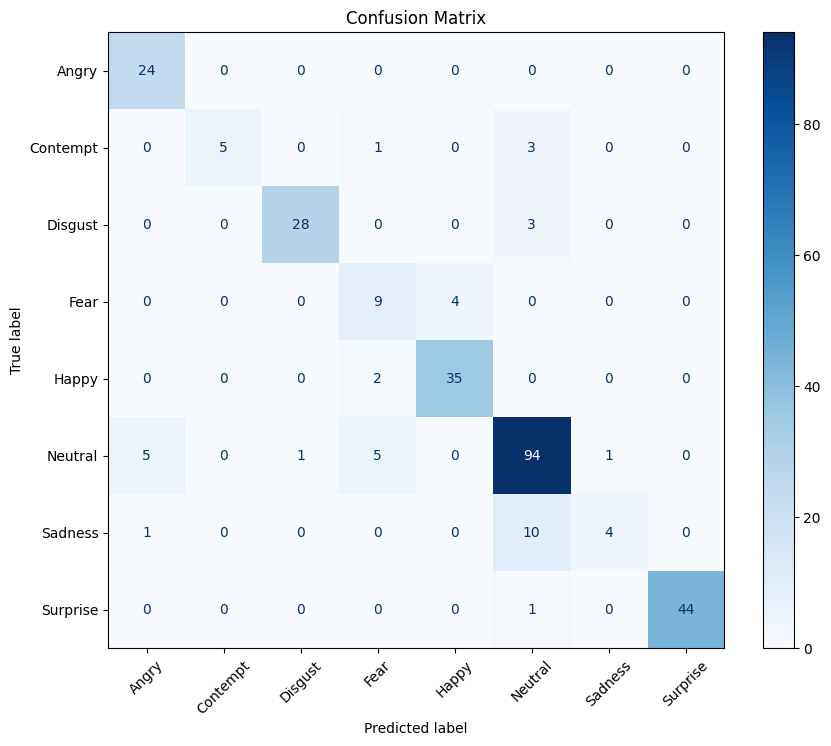 Confusion Matrix
Angry 24 0 0 0 0 0 0 0
Contempt 0 5 0 1 0 3 0 0
Disgust 0 0 28 0 0 3 0 0
Fear 0 0 0 9 4 0 0 0
Happy 0 0 0 2 35 0 0 0
Neutral 5 0 1 5 0 94 1 0
Sadness 1 0 0 0 0 10 4 0
Surprise 0 0 0 0 0 1 0 44
Angry Contempt Disgust Fear Happy Neutral Sadness Surprise
True label
Predicted label
80
60
40
20
0